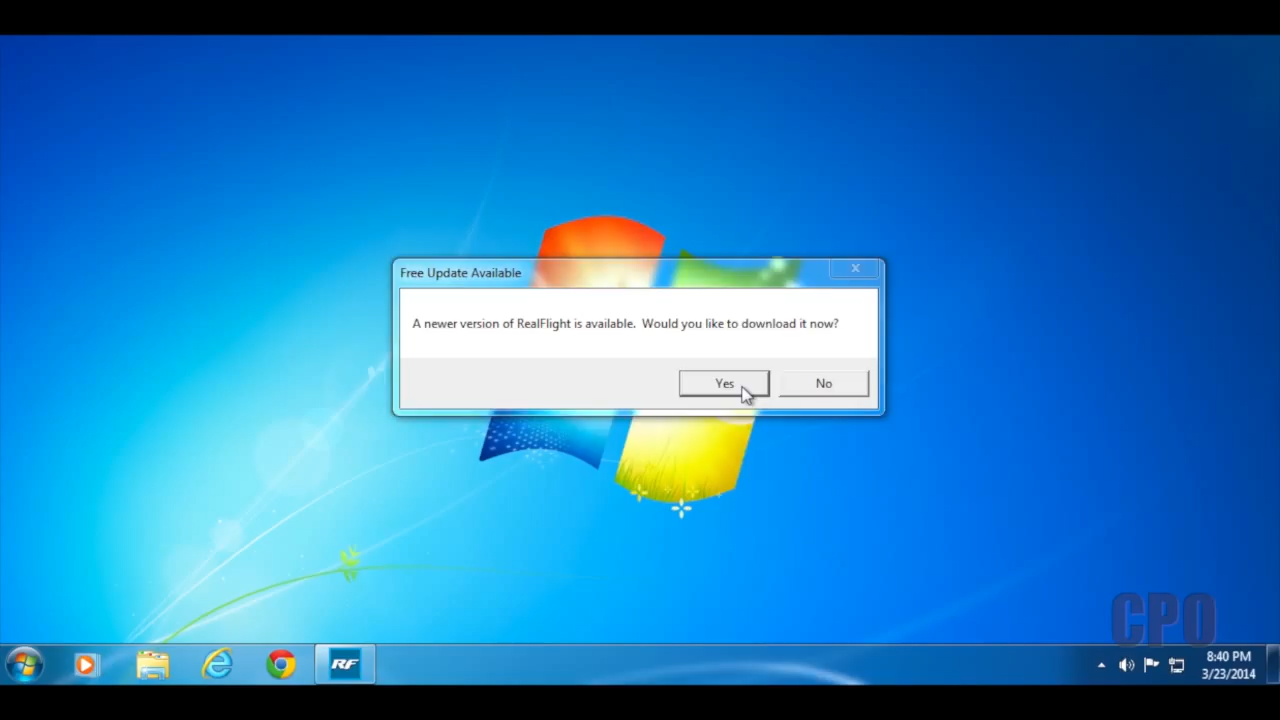 Free Update Available
A newer version of RealFlight is available. Would you like to download it now?
Yes
No
CPO
RF
8:40 PM
3/23/2014